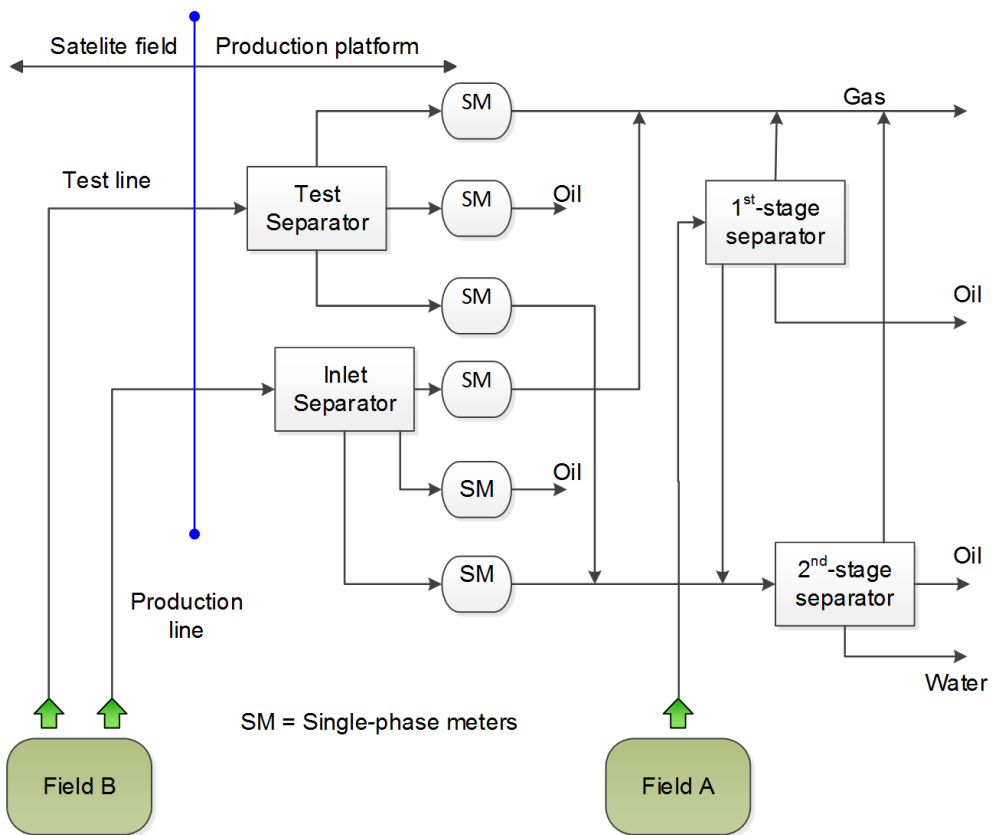 Satelite field
Production platform
SM
Gas
Test line
Test
Separator
SM
Oil
1st-stage
separator
SM
Oil
Inlet
Separator
SM
Oil
SM
SM
Oil
2nd-stage
separator
Production
line
Water
SM = Single-phase meters
Field B
Field A